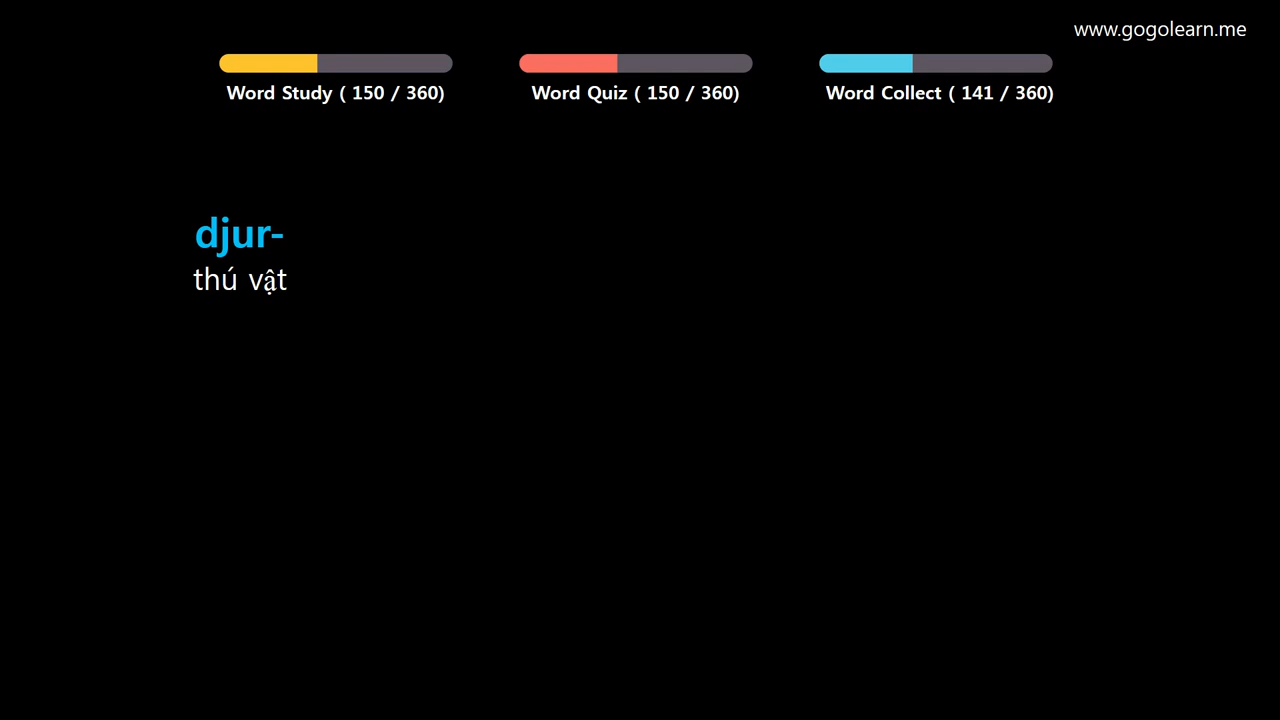 www.gogolearn.me
Word Study ( 150 / 360)
Word Quiz ( 150 / 360)
Word Collect ( 141 / 360)
djur-
thú vật